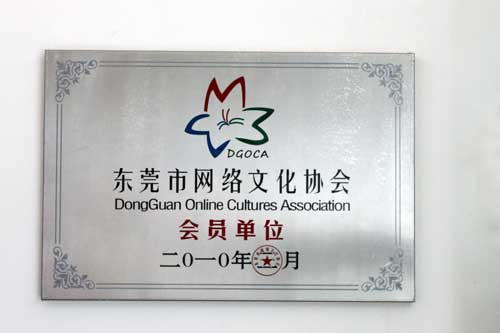 DGOCA
东莞市网络文化协会
DongGuan Online Cultures Association
会员单位
二〇一〇年 月